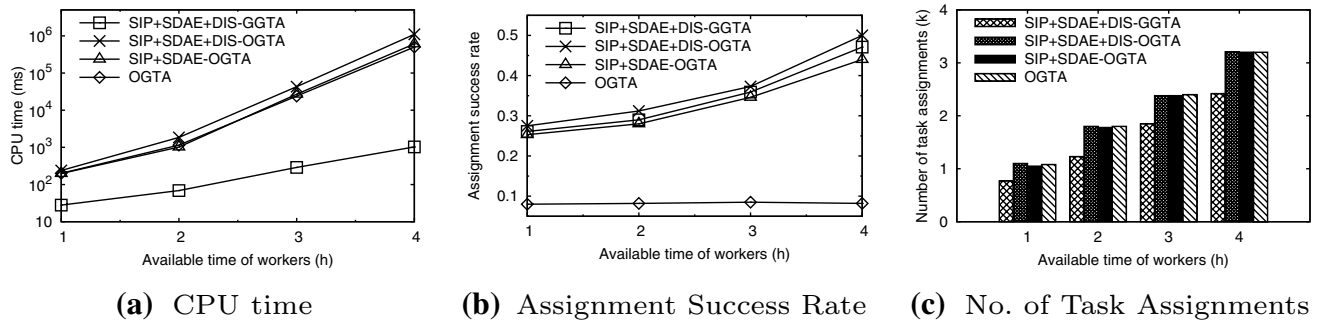 SIP+SDAE+DIS-GGTA
SIP+SDAE+DIS-OGTA
SIP+SDAE-OGTA
OGTA
CPU time (ms)
10⁶
10⁵
10⁴
10³
10²
10
1 2 3 4
Available time of workers (h)
(a) CPU time
SIP+SDAE+DIS-GGTA
SIP+SDAE+DIS-OGTA
SIP+SDAE-OGTA
OGTA
Assignment success rate
0.5
0.4
0.3
0.2
0.1
1 2 3 4
Available time of workers (h)
(b) Assignment Success Rate
SIP+SDAE+DIS-GGTA
SIP+SDAE+DIS-OGTA
SIP+SDAE-OGTA
OGTA
Number of task assignments (k)
4
3
2
1
0
1 2 3 4
Available time of workers (h)
(c) No. of Task Assignments